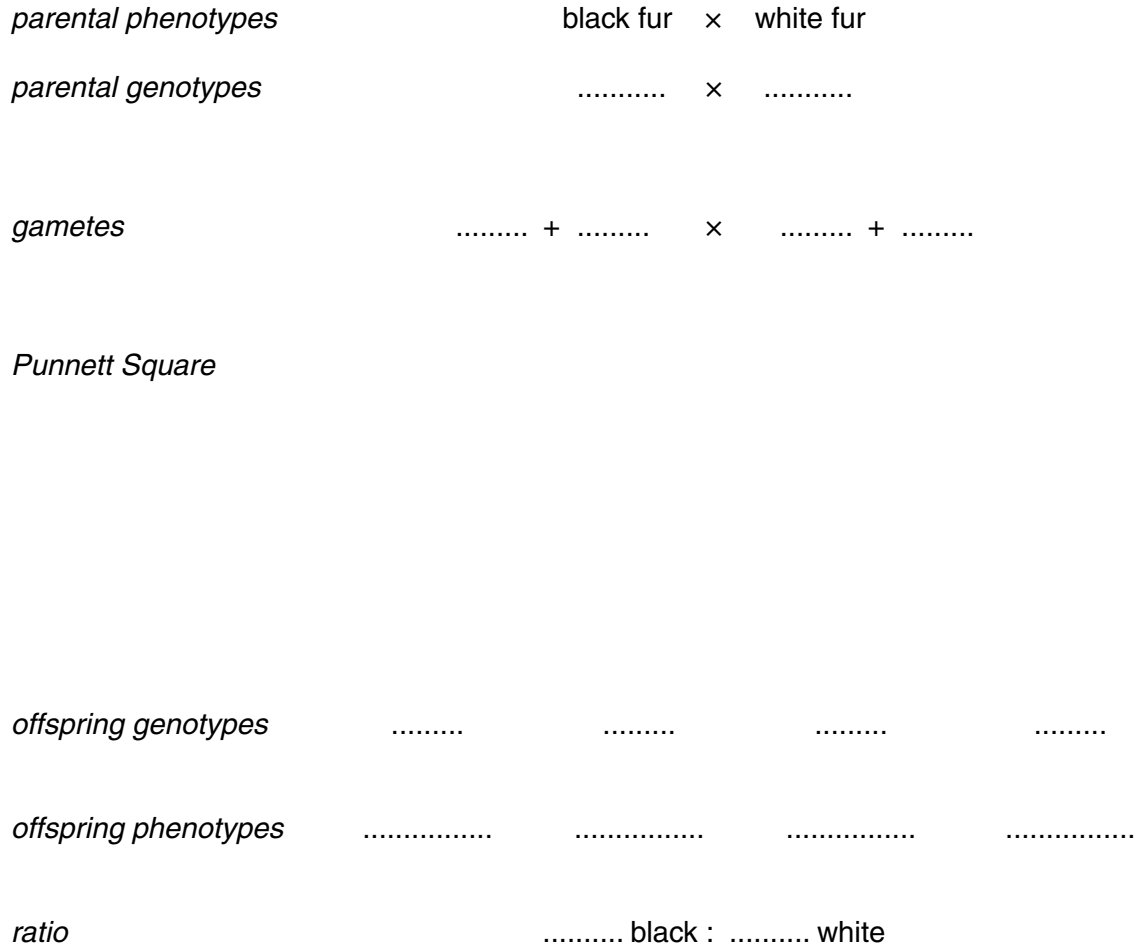 parental phenotypes black fur × white fur
parental genotypes ........... × ...........
gametes ......... + ......... × ......... + .........
Punnett Square
offspring genotypes ......... ......... ......... .........
offspring phenotypes ................ ................ ................ ................
ratio .......... black : .......... white